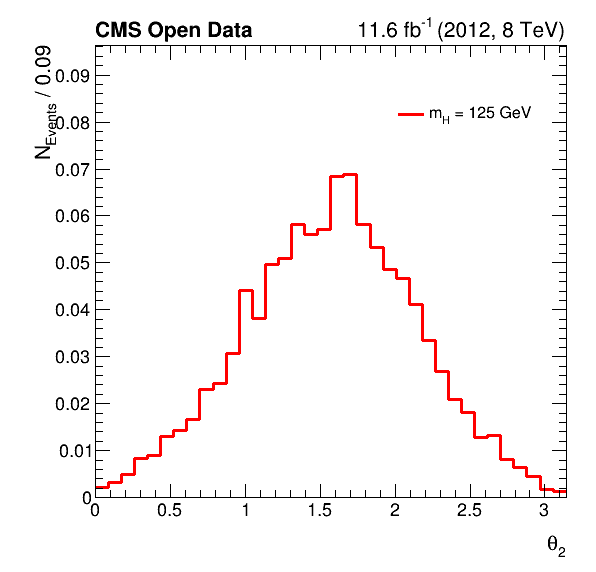 CMS Open Data 11.6 fb⁻¹ (2012, 8 TeV)
N_Events / 0.09
0.09
0.08
0.07
0.06
0.05
0.04
0.03
0.02
0.01
0
m_H = 125 GeV
0 0.5 1 1.5 2 2.5 3
θ₂